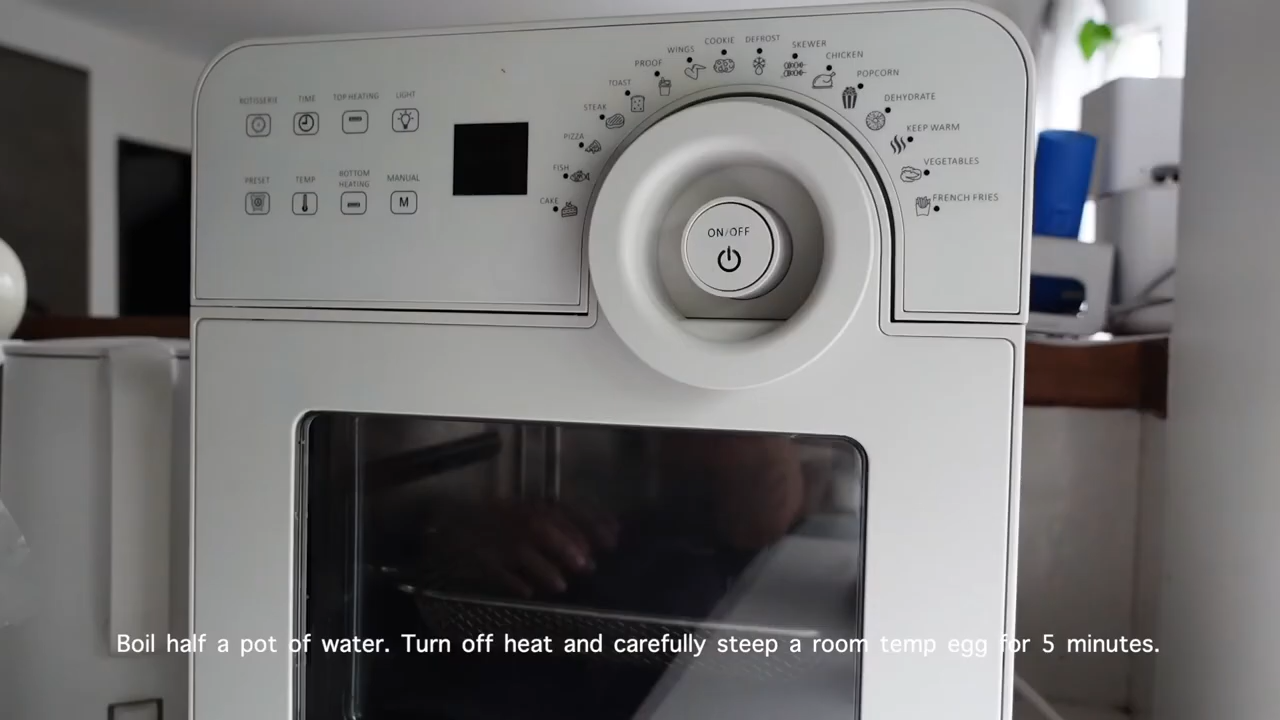 ROTISSERIE TIME TOP HEATING LIGHT
PRESET TEMP BOTTOM HEATING MANUAL
M
CAKE
FISH
PIZZA
STEAK
TOAST
PROOF
WINGS
COOKIE
DEFROST
SKEWER
CHICKEN
POPCORN
DEHYDRATE
KEEP WARM
VEGETABLES
FRENCH FRIES
ON/OFF
Boil half a pot of water. Turn off heat and carefully steep a room temp egg for 5 minutes.